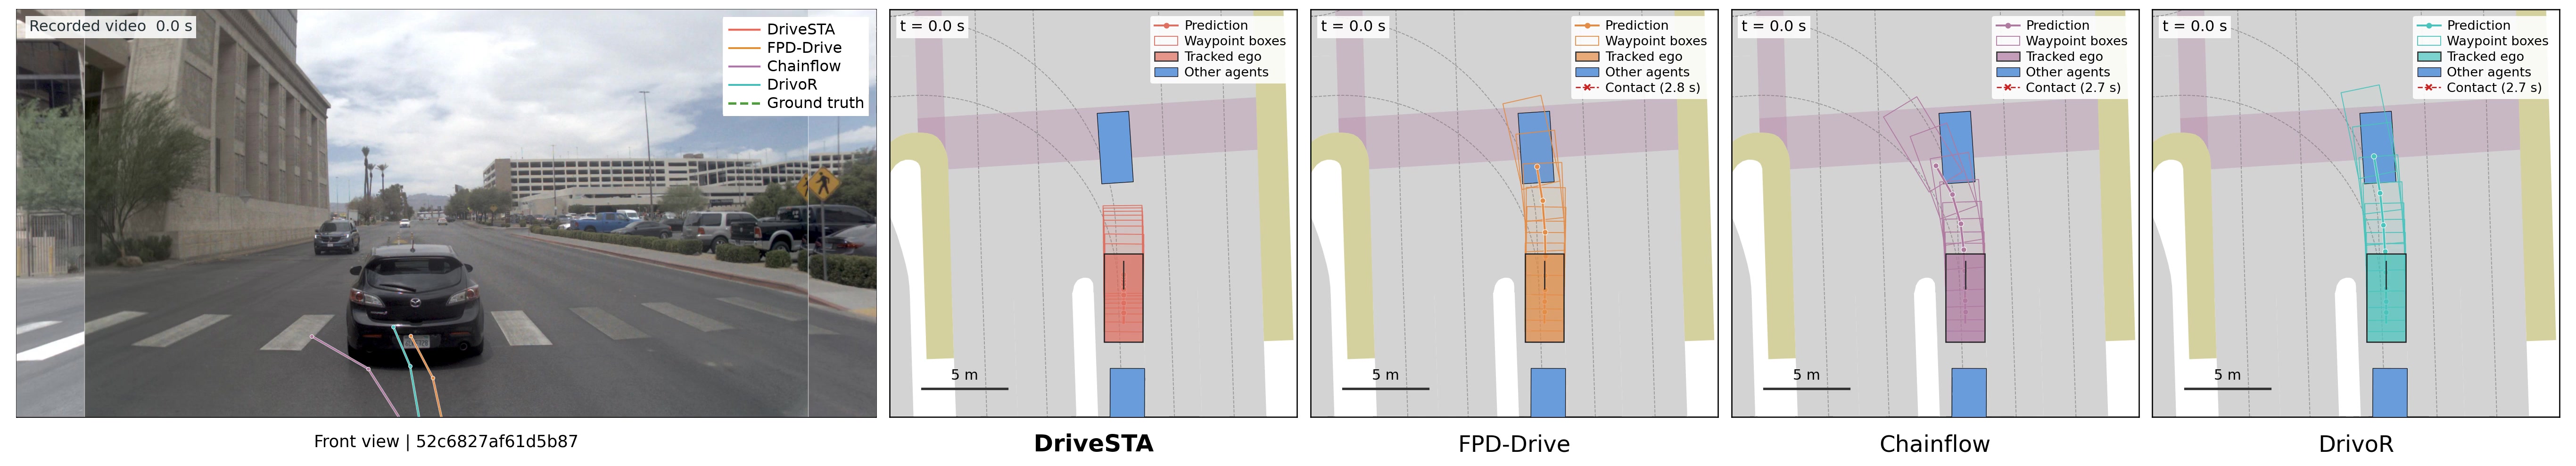 Recorded video 0.0 s
DriveSTA
FPD-Drive
Chainflow
DrivoR
Ground truth
Front view | 52c6827af61d5b87
t = 0.0 s
Prediction
Waypoint boxes
Tracked ego
Other agents
5 m
DriveSTA
t = 0.0 s
Prediction
Waypoint boxes
Tracked ego
Other agents
Contact (2.8 s)
5 m
FPD-Drive
t = 0.0 s
Prediction
Waypoint boxes
Tracked ego
Other agents
Contact (2.7 s)
5 m
Chainflow
t = 0.0 s
Prediction
Waypoint boxes
Tracked ego
Other agents
Contact (2.7 s)
5 m
DrivoR